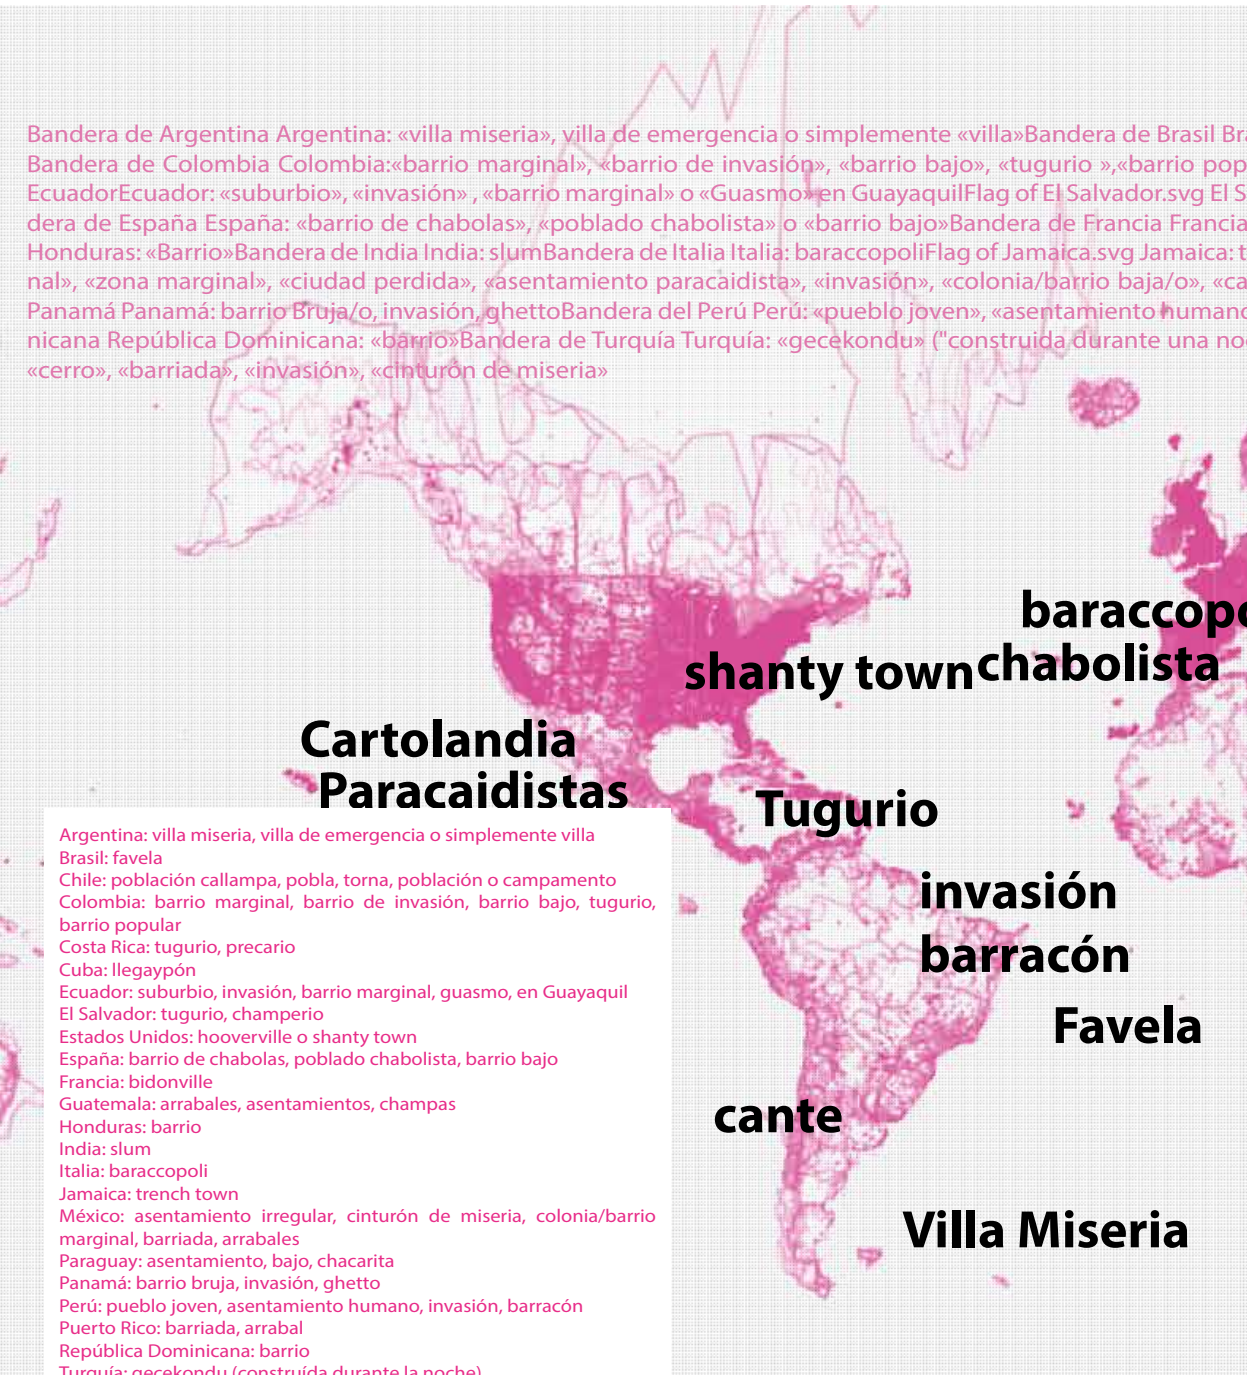 Bandera de Argentina Argentina: «villa miseria», villa de emergencia o simplemente «villa»Bandera de Brasil
Bandera de Colombia Colombia:«barrio marginal», «barrio de invasión», «barrio bajo», «tugurio »,«barrio
EcuadorEcuador: «suburbio», «invasión» , «barrio marginal» o «Guasmo» en GuayaquilFlag of El Salvador.svg El
dera de España España: «barrio de chabolas», «poblado chabolista» o «barrio bajo»Bandera de Francia Francia
Honduras: «Barrio»Bandera de India India: slumBandera de Italia Italia: baraccopoliFlag of Jamaica.svg Jamaica:
nal», «zona marginal», «ciudad perdida», «asentamiento paracaidista», «invasión», «colonia/barrio baja/o»,
Panamá Panamá: barrio Bruja/o, invasión, ghettoBandera del Perú Perú: «pueblo joven», «asentamiento humano
nicana República Dominicana: «barrio»Bandera de Turquía Turquía: «gecekondu» ("construida durante una
«cerro», «barriada», «invasión», «cinturón de miseria»
baraccopo
shanty town chabolista
Cartolandia
Paracaidistas
Tugurio
invasión
barracón
Favela
cante
Villa Miseria
Argentina: villa miseria, villa de emergencia o simplemente villa
Brasil: favela
Chile: población callampa, pobla, torna, población o campamento
Colombia: barrio marginal, barrio de invasión, barrio bajo, tugurio,
barrio popular
Costa Rica: tugurio, precario
Cuba: llegaypón
Ecuador: suburbio, invasión, barrio marginal, guasmo, en Guayaquil
El Salvador: tugurio, champerio
Estados Unidos: hooverville o shanty town
España: barrio de chabolas, poblado chabolista, barrio bajo
Francia: bidonville
Guatemala: arrabales, asentamientos, champas
Honduras: barrio
India: slum
Italia: baraccopoli
Jamaica: trench town
México: asentamiento irregular, cinturón de miseria, colonia/barrio
marginal, barriada, arrabales
Paraguay: asentamiento, bajo, chacarita
Panamá: barrio bruja, invasión, ghetto
Perú: pueblo joven, asentamiento humano, invasión, barracón
Puerto Rico: barriada, arrabal
República Dominicana: barrio
Turquía: gecekondu (construída durante la noche)